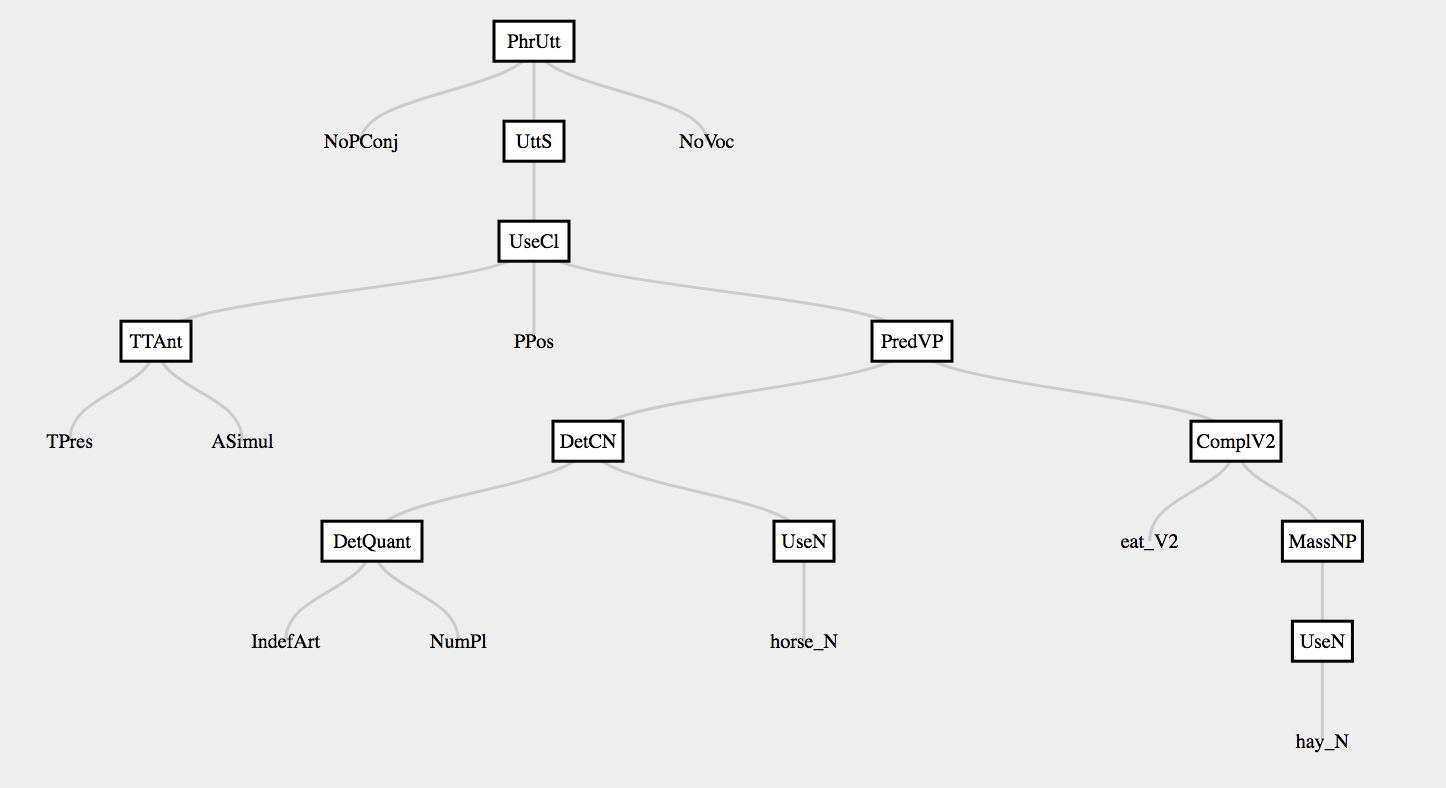 PhrUtt
NoPConj UttS NoVoc
UseCl
TTAnt PPos PredVP
TPres ASimul DetCN ComplV2
DetQuant UseN eat_V2 MassNP
IndefArt NumPl horse_N UseN
hay_N